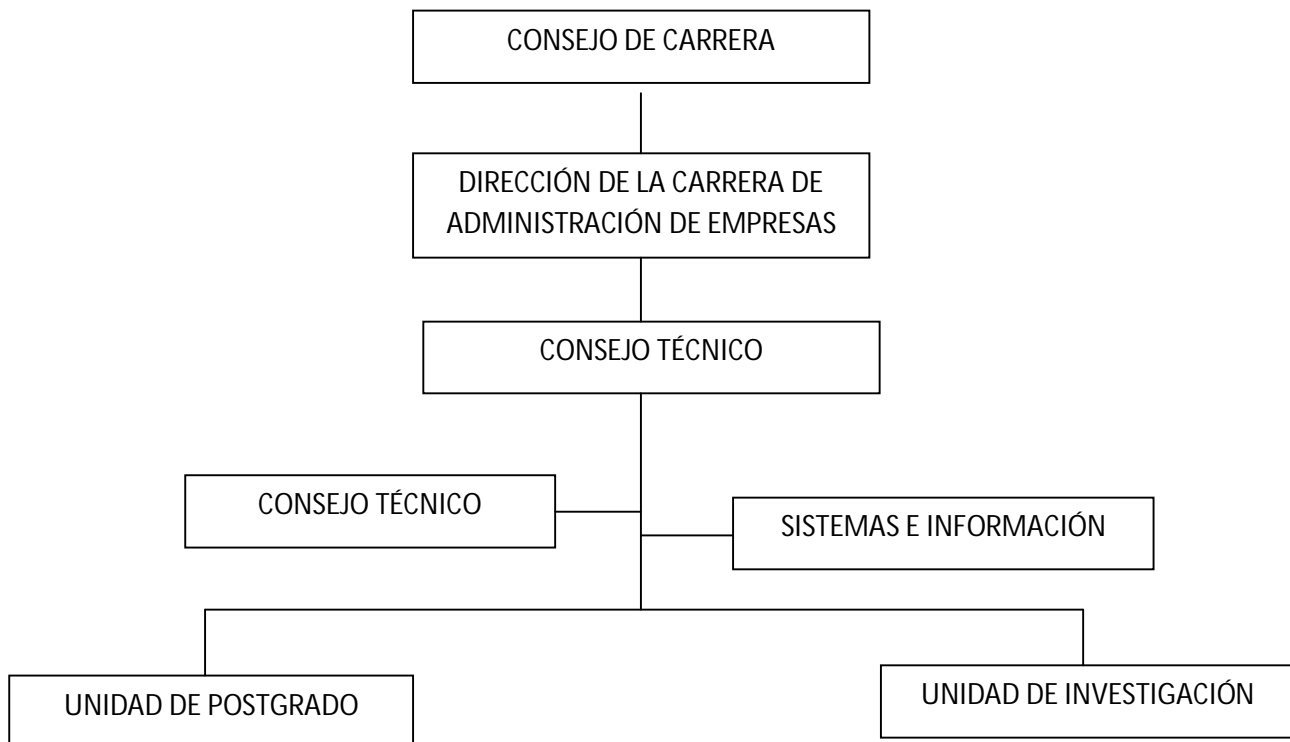 CONSEJO DE CARRERA
DIRECCIÓN DE LA CARRERA DE
ADMINISTRACIÓN DE EMPRESAS
CONSEJO TÉCNICO
CONSEJO TÉCNICO
SISTEMAS E INFORMACIÓN
UNIDAD DE POSTGRADO
UNIDAD DE INVESTIGACIÓN